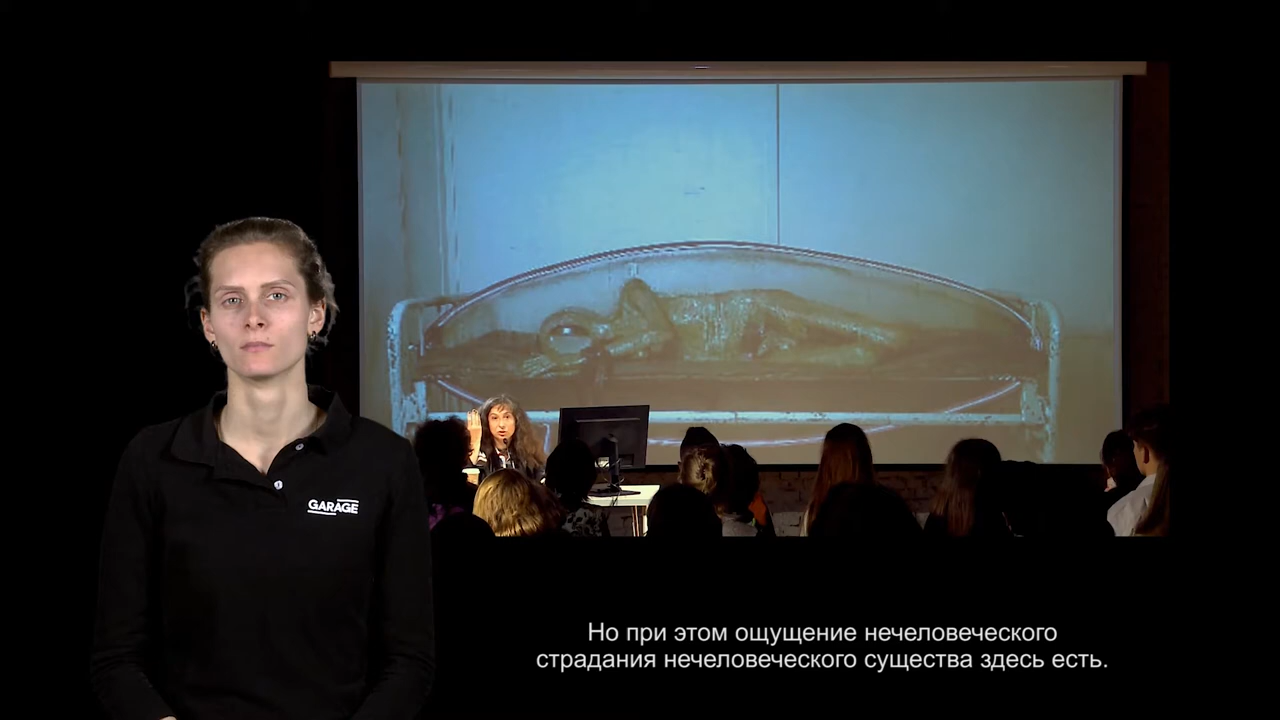 GARAGE
Но при этом ощущение нечеловеческого
страдания нечеловеческого существа здесь есть.